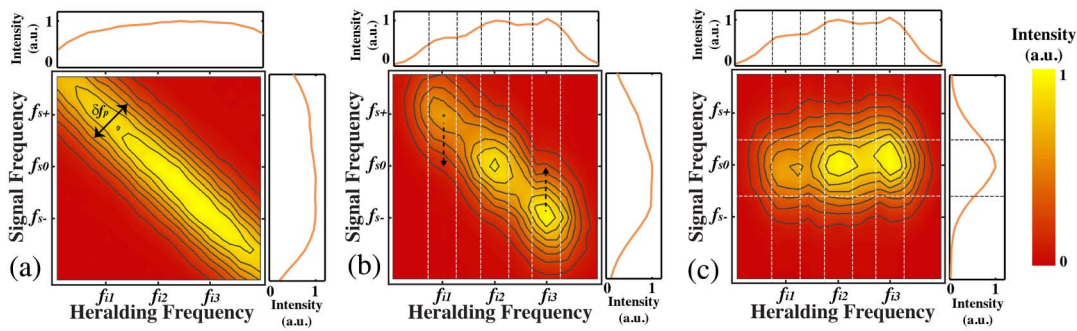 Intensity
(a.u.)
1
0
Signal Frequency
fs+
fs0
fs-
δfp
(a)
fi1 fi2 fi3
Heralding Frequency
0 1
Intensity
(a.u.)
Intensity
(a.u.)
1
0
Signal Frequency
fs+
fs0
fs-
(b)
fi1 fi2 fi3
Heralding Frequency
0 1
Intensity
(a.u.)
Intensity
(a.u.)
1
0
Signal Frequency
fs+
fs0
fs-
(c)
fi1 fi2 fi3
Heralding Frequency
0 1
Intensity
(a.u.)
Intensity
(a.u.)
1
0